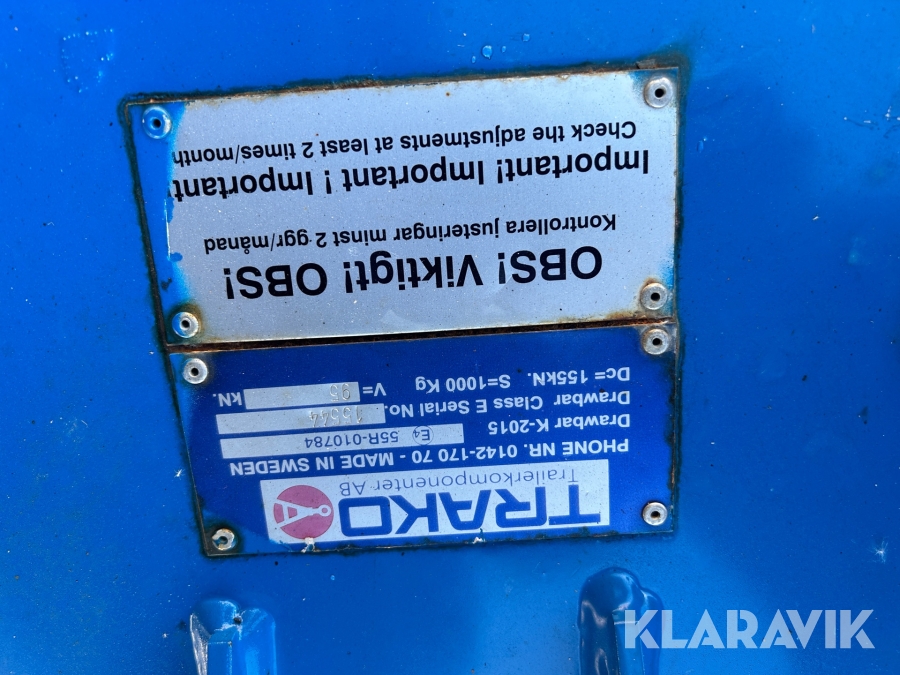 TRAKO
Trailerkomponenter AB
PHONE NR. 0142-170 70 - MADE IN SWEDEN
Drawbar K-2015 E4 55R-010784
Drawbar Class E Serial No. 15544
Dc= 155kN. S=1000 Kg V= 95 kN.
OBS! Viktigt! OBS!
Kontrollera justeringar minst 2 ggr/månad
Important! Important ! Important
Check the adjustments at least 2 times/month
KLARAVIK